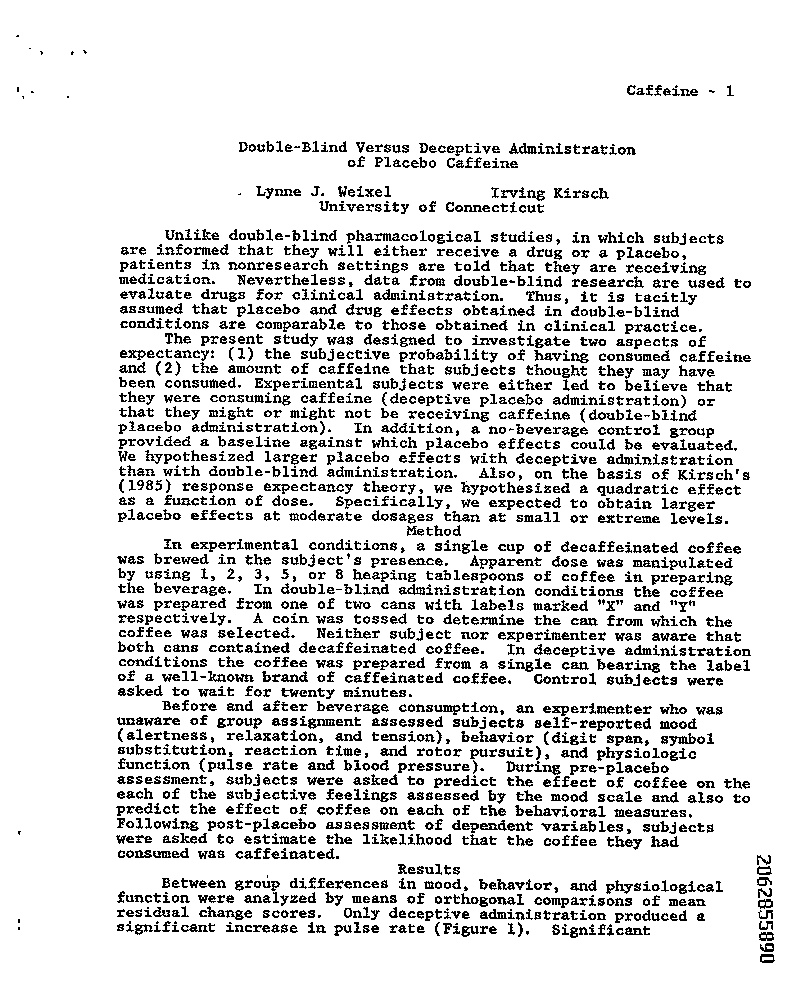 Caffeine - 1
Double-Blind Versus Deceptive Administration
of Placebo Caffeine
Lynne J. Weixel Irving Kirsch
University of Connecticut
Unlike double-blind pharmacological studies, in which subjects
are informed that they will either receive a drug or a placebo,
patients in nonresearch settings are told that they are receiving
medication. Nevertheless, data from double-blind research are used to
evaluate drugs for clinical administration. Thus, it is tacitly
assumed that placebo and drug effects obtained in double-blind
conditions are comparable to those obtained in clinical practice.
The present study was designed to investigate two aspects of
expectancy: (1) the subjective probability of having consumed caffeine
and (2) the amount of caffeine that subjects thought they may have
been consumed. Experimental subjects were either led to believe that
they were consuming caffeine (deceptive placebo administration) or
that they might or might not be receiving caffeine (double-blind
placebo administration). In addition, a no-beverage control group
provided a baseline against which placebo effects could be evaluated.
We hypothesized larger placebo effects with deceptive administration
than with double-blind administration. Also, on the basis of Kirsch's
(1985) response expectancy theory, we hypothesized a quadratic effect
as a function of dose. Specifically, we expected to obtain larger
placebo effects at moderate dosages than at small or extreme levels.
Method
In experimental conditions, a single cup of decaffeinated coffee
was brewed in the subject's presence. Apparent dose was manipulated
by using 1, 2, 3, 5, or 8 heaping tablespoons of coffee in preparing
the beverage. In double-blind administration conditions the coffee
was prepared from one of two cans with labels marked "X" and "Y"
respectively. A coin was tossed to determine the can from which the
coffee was selected. Neither subject nor experimenter was aware that
both cans contained decaffeinated coffee. In deceptive administration
conditions the coffee was prepared from a single can bearing the label
of a well-known brand of caffeinated coffee. Control subjects were
asked to wait for twenty minutes.
Before and after beverage consumption, an experimenter who was
unaware of group assignment assessed subjects self-reported mood
(alertness, relaxation, and tension), behavior (digit span, symbol
substitution, reaction time, and rotor pursuit), and physiologic
function (pulse rate and blood pressure). During pre-placebo
assessment, subjects were asked to predict the effect of coffee on the
each of the subjective feelings assessed by the mood scale and also to
predict the effect of coffee on each of the behavioral measures.
Following post-placebo assessment of dependent variables, subjects
were asked to estimate the likelihood that the coffee they had
consumed was caffeinated.
Results
Between group differences in mood, behavior, and physiological
function were analyzed by means of orthogonal comparisons of mean
residual change scores. Only deceptive administration produced a
significant increase in pulse rate (Figure 1). Significant
2062855890